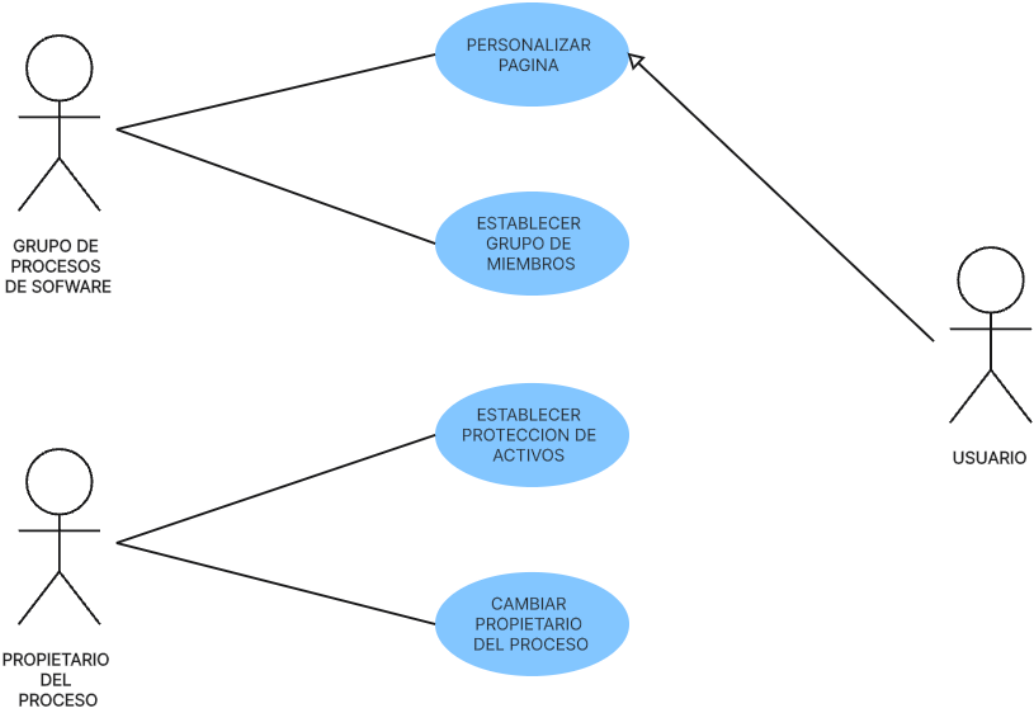 PERSONALIZAR
PAGINA
GRUPO DE
PROCESOS
DE SOFWARE
ESTABLECER
GRUPO DE
MIEMBROS
USUARIO
ESTABLECER
PROTECCION DE
ACTIVOS
PROPIETARIO
DEL
PROCESO
CAMBIAR
PROPIETARIO
DEL PROCESO